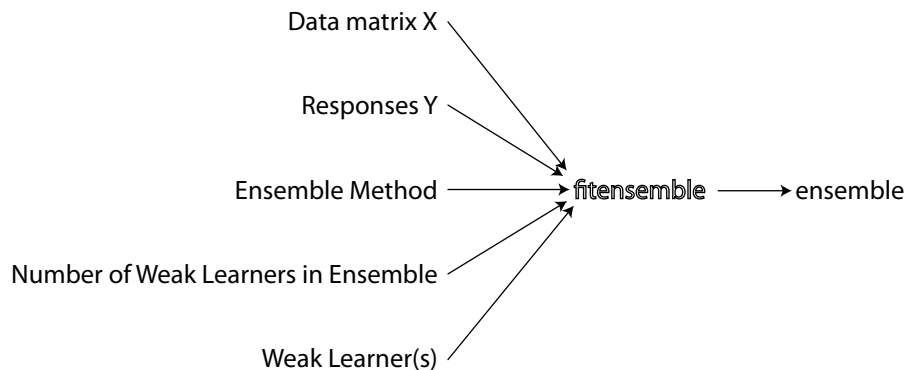 Data matrix X
Responses Y
Ensemble Method
fitensemble
ensemble
Number of Weak Learners in Ensemble
Weak Learner(s)